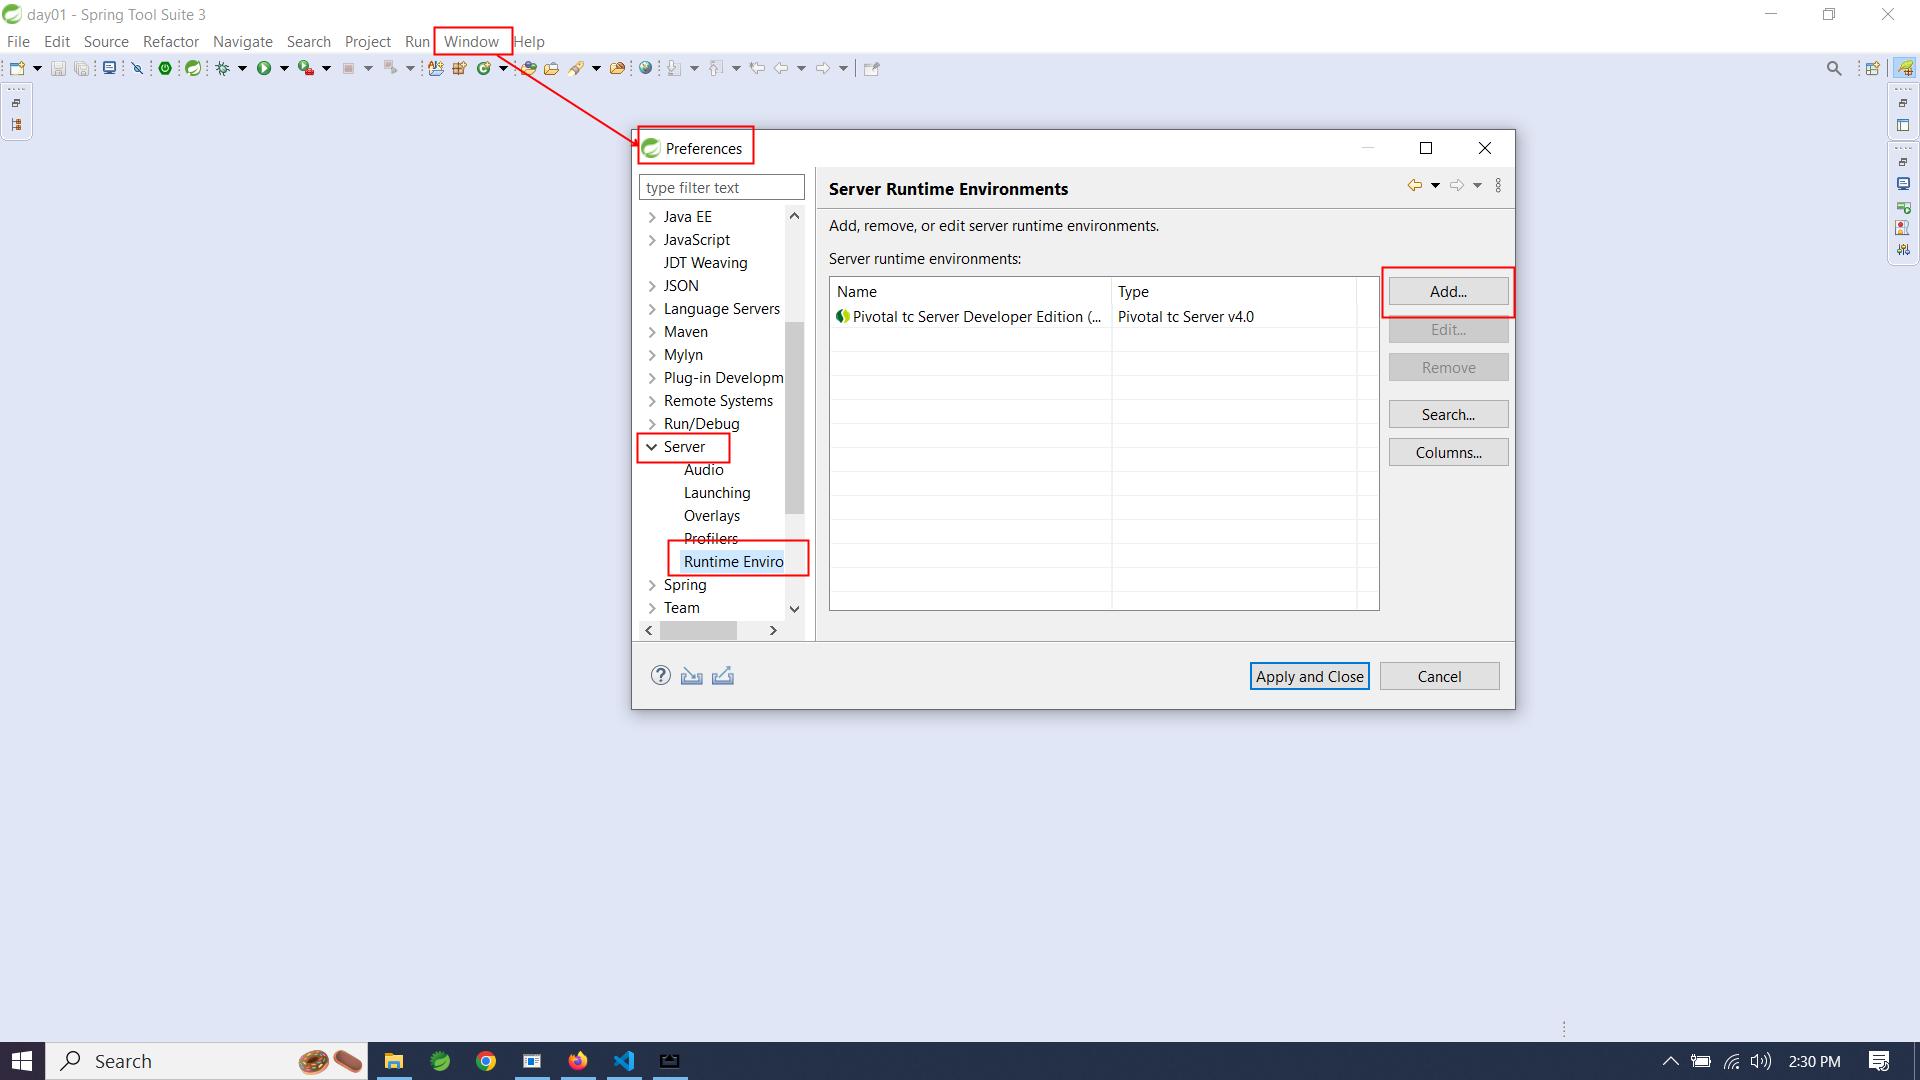 day01 - Spring Tool Suite 3
File Edit Source Refactor Navigate Search Project Run Window Help
Preferences
type filter text
Java EE
JavaScript
JDT Weaving
JSON
Language Servers
Maven
Mylyn
Plug-in Developm
Remote Systems
Run/Debug
Server
Audio
Launching
Overlays
Profilers
Runtime Enviro
Spring
Team
Server Runtime Environments
Add, remove, or edit server runtime environments.
Server runtime environments:
Name Type
Pivotal tc Server Developer Edition (... Pivotal tc Server v4.0
Add...
Edit...
Remove
Search...
Columns...
Apply and Close Cancel
Search
2:30 PM